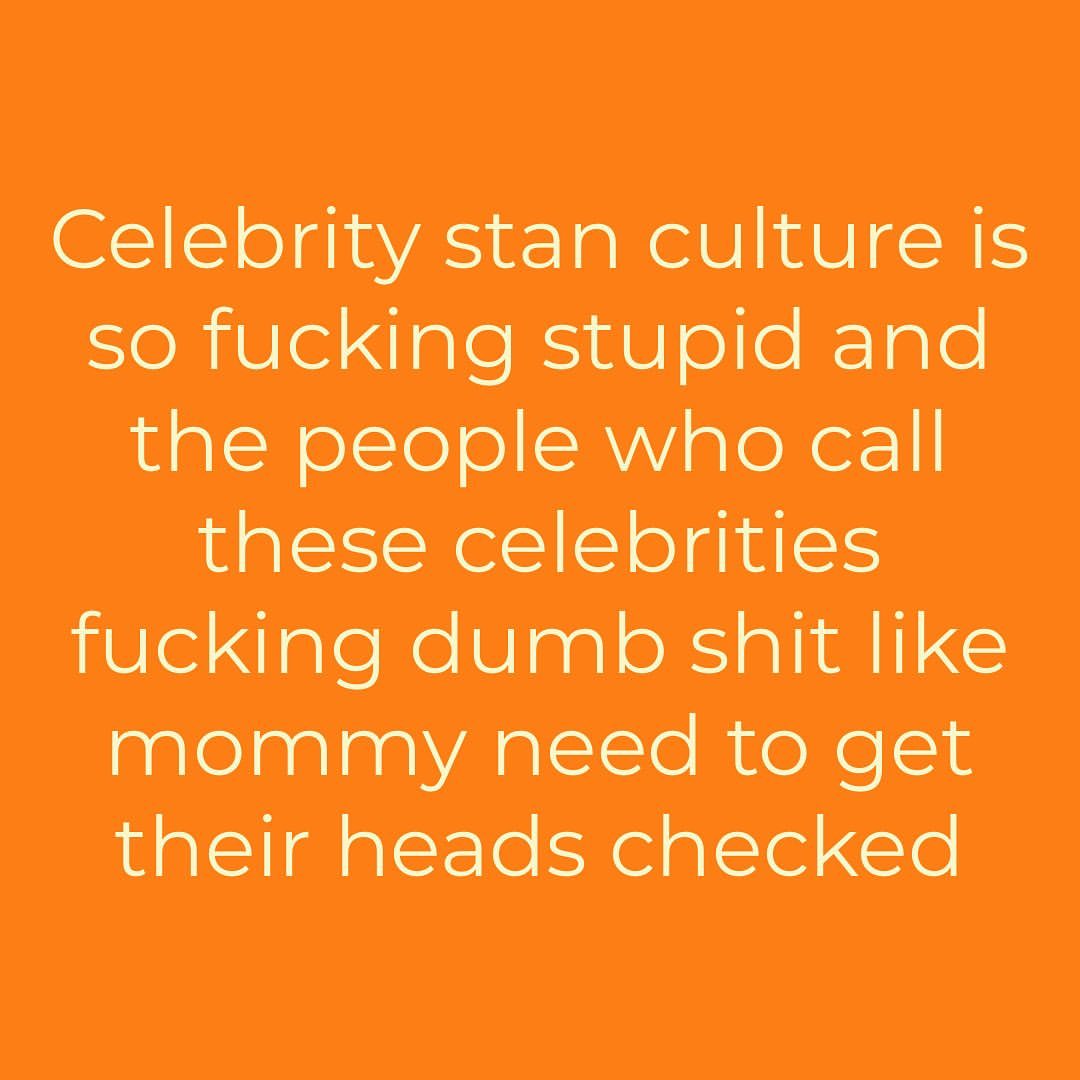 Celebrity stan culture is
so fucking stupid and
the people who call
these celebrities
fucking dumb shit like
mommy need to get
their heads checked